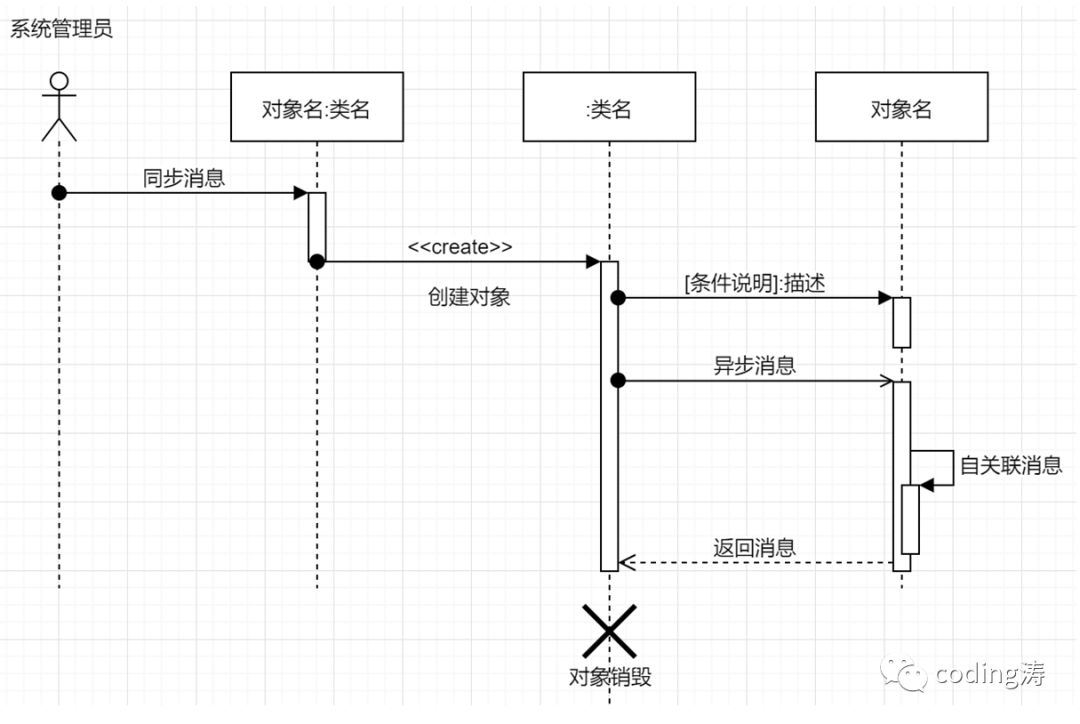 系统管理员
对象名:类名
:类名
对象名
同步消息
<<create>>
创建对象
[条件说明]:描述
异步消息
自关联消息
返回消息
对象销毁
coding涛